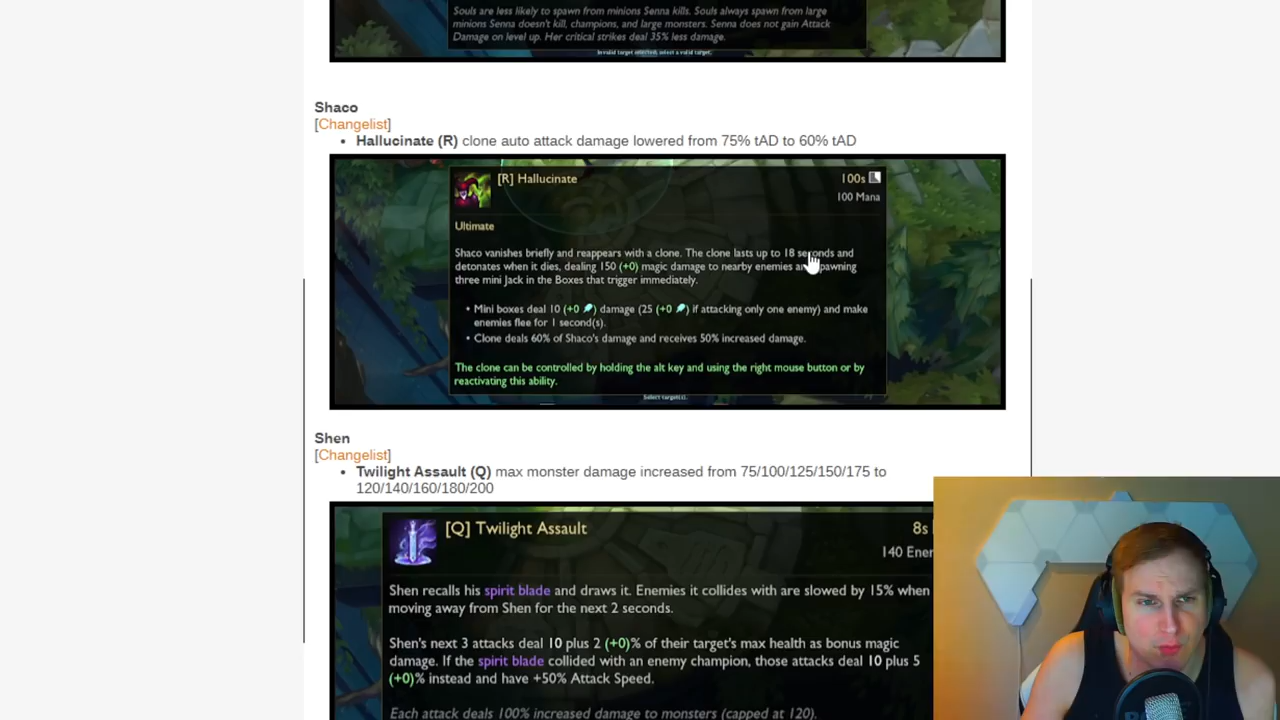 Souls are less likely to spawn from minions Senna kills. Souls always spawn from large
minions Senna doesn't kill, champions, and large monsters. Senna does not gain Attack
Damage on level up. Her critical strikes deal 35% less damage.
Invalid target selected, select a valid target.
Shaco
[Changelist]
• Hallucinate (R) clone auto attack damage lowered from 75% tAD to 60% tAD
[R] Hallucinate 100s
100 Mana
Ultimate
Shaco vanishes briefly and reappears with a clone. The clone lasts up to 18 seconds and
detonates when it dies, dealing 150 (+0) magic damage to nearby enemies and spawning
three mini Jack in the Boxes that trigger immediately.
• Mini boxes deal 10 (+0 ) damage (25 (+0 ) if attacking only one enemy) and make
enemies flee for 1 second(s).
• Clone deals 60% of Shaco's damage and receives 50% increased damage.
The clone can be controlled by holding the alt key and using the right mouse button or by
reactivating this ability.
Select target(s).
Shen
[Changelist]
• Twilight Assault (Q) max monster damage increased from 75/100/125/150/175 to
120/140/160/180/200
[Q] Twilight Assault 8s
140 Ener
Shen recalls his spirit blade and draws it. Enemies it collides with are slowed by 15% when
moving away from Shen for the next 2 seconds.
Shen's next 3 attacks deal 10 plus 2 (+0)% of their target's max health as bonus magic
damage. If the spirit blade collided with an enemy champion, those attacks deal 10 plus 5
(+0)% instead and have +50% Attack Speed.
Each attack deals 100% increased damage to monsters (capped at 120).